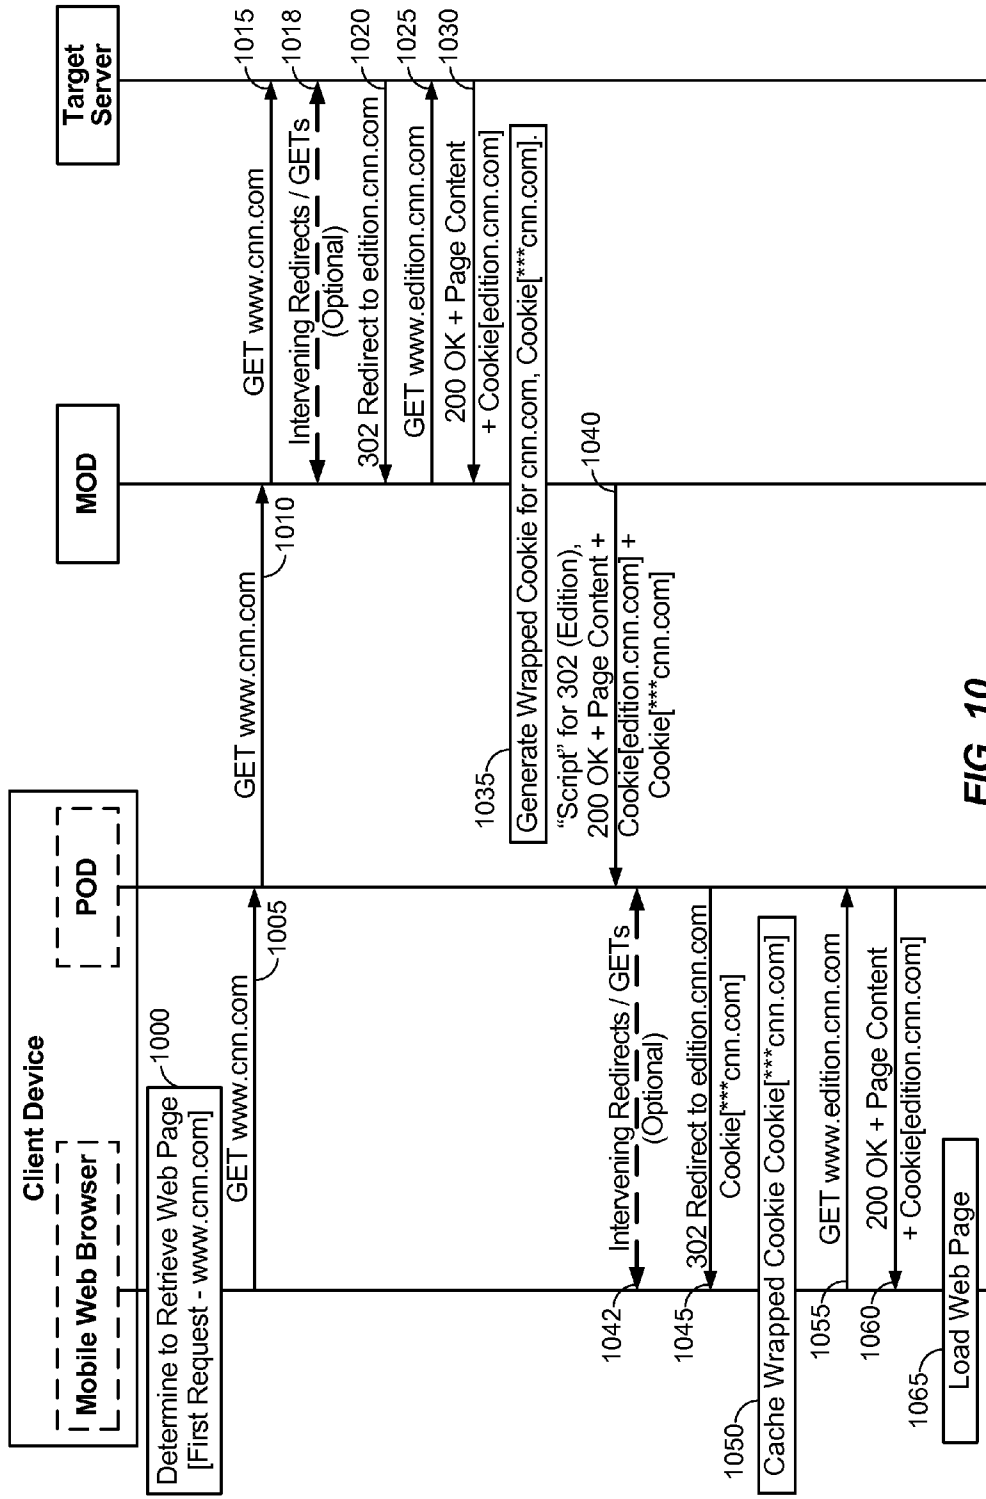 Client Device
Mobile Web Browser
POD
MOD
Target
Server
Determine to Retrieve Web Page
[First Request - www.cnn.com]
1000
GET www.cnn.com
1005
GET www.cnn.com
1010
GET www.cnn.com
1015
Intervening Redirects / GETs
(Optional)
1018
302 Redirect to edition.cnn.com
1020
GET www.edition.cnn.com
1025
200 OK + Page Content
+ Cookie[edition.cnn.com]
1030
1035
Generate Wrapped Cookie for cnn.com, Cookie[***cnn.com].
“Script” for 302 (Edition),
200 OK + Page Content +
Cookie[edition.cnn.com] +
Cookie[***cnn.com]
1040
1042
Intervening Redirects / GETs
(Optional)
1045
302 Redirect to edition.cnn.com
Cookie[***cnn.com]
1050
Cache Wrapped Cookie Cookie[***cnn.com]
1055
GET www.edition.cnn.com
1060
200 OK + Page Content
+ Cookie[edition.cnn.com]
1065
Load Web Page
FIG. 10